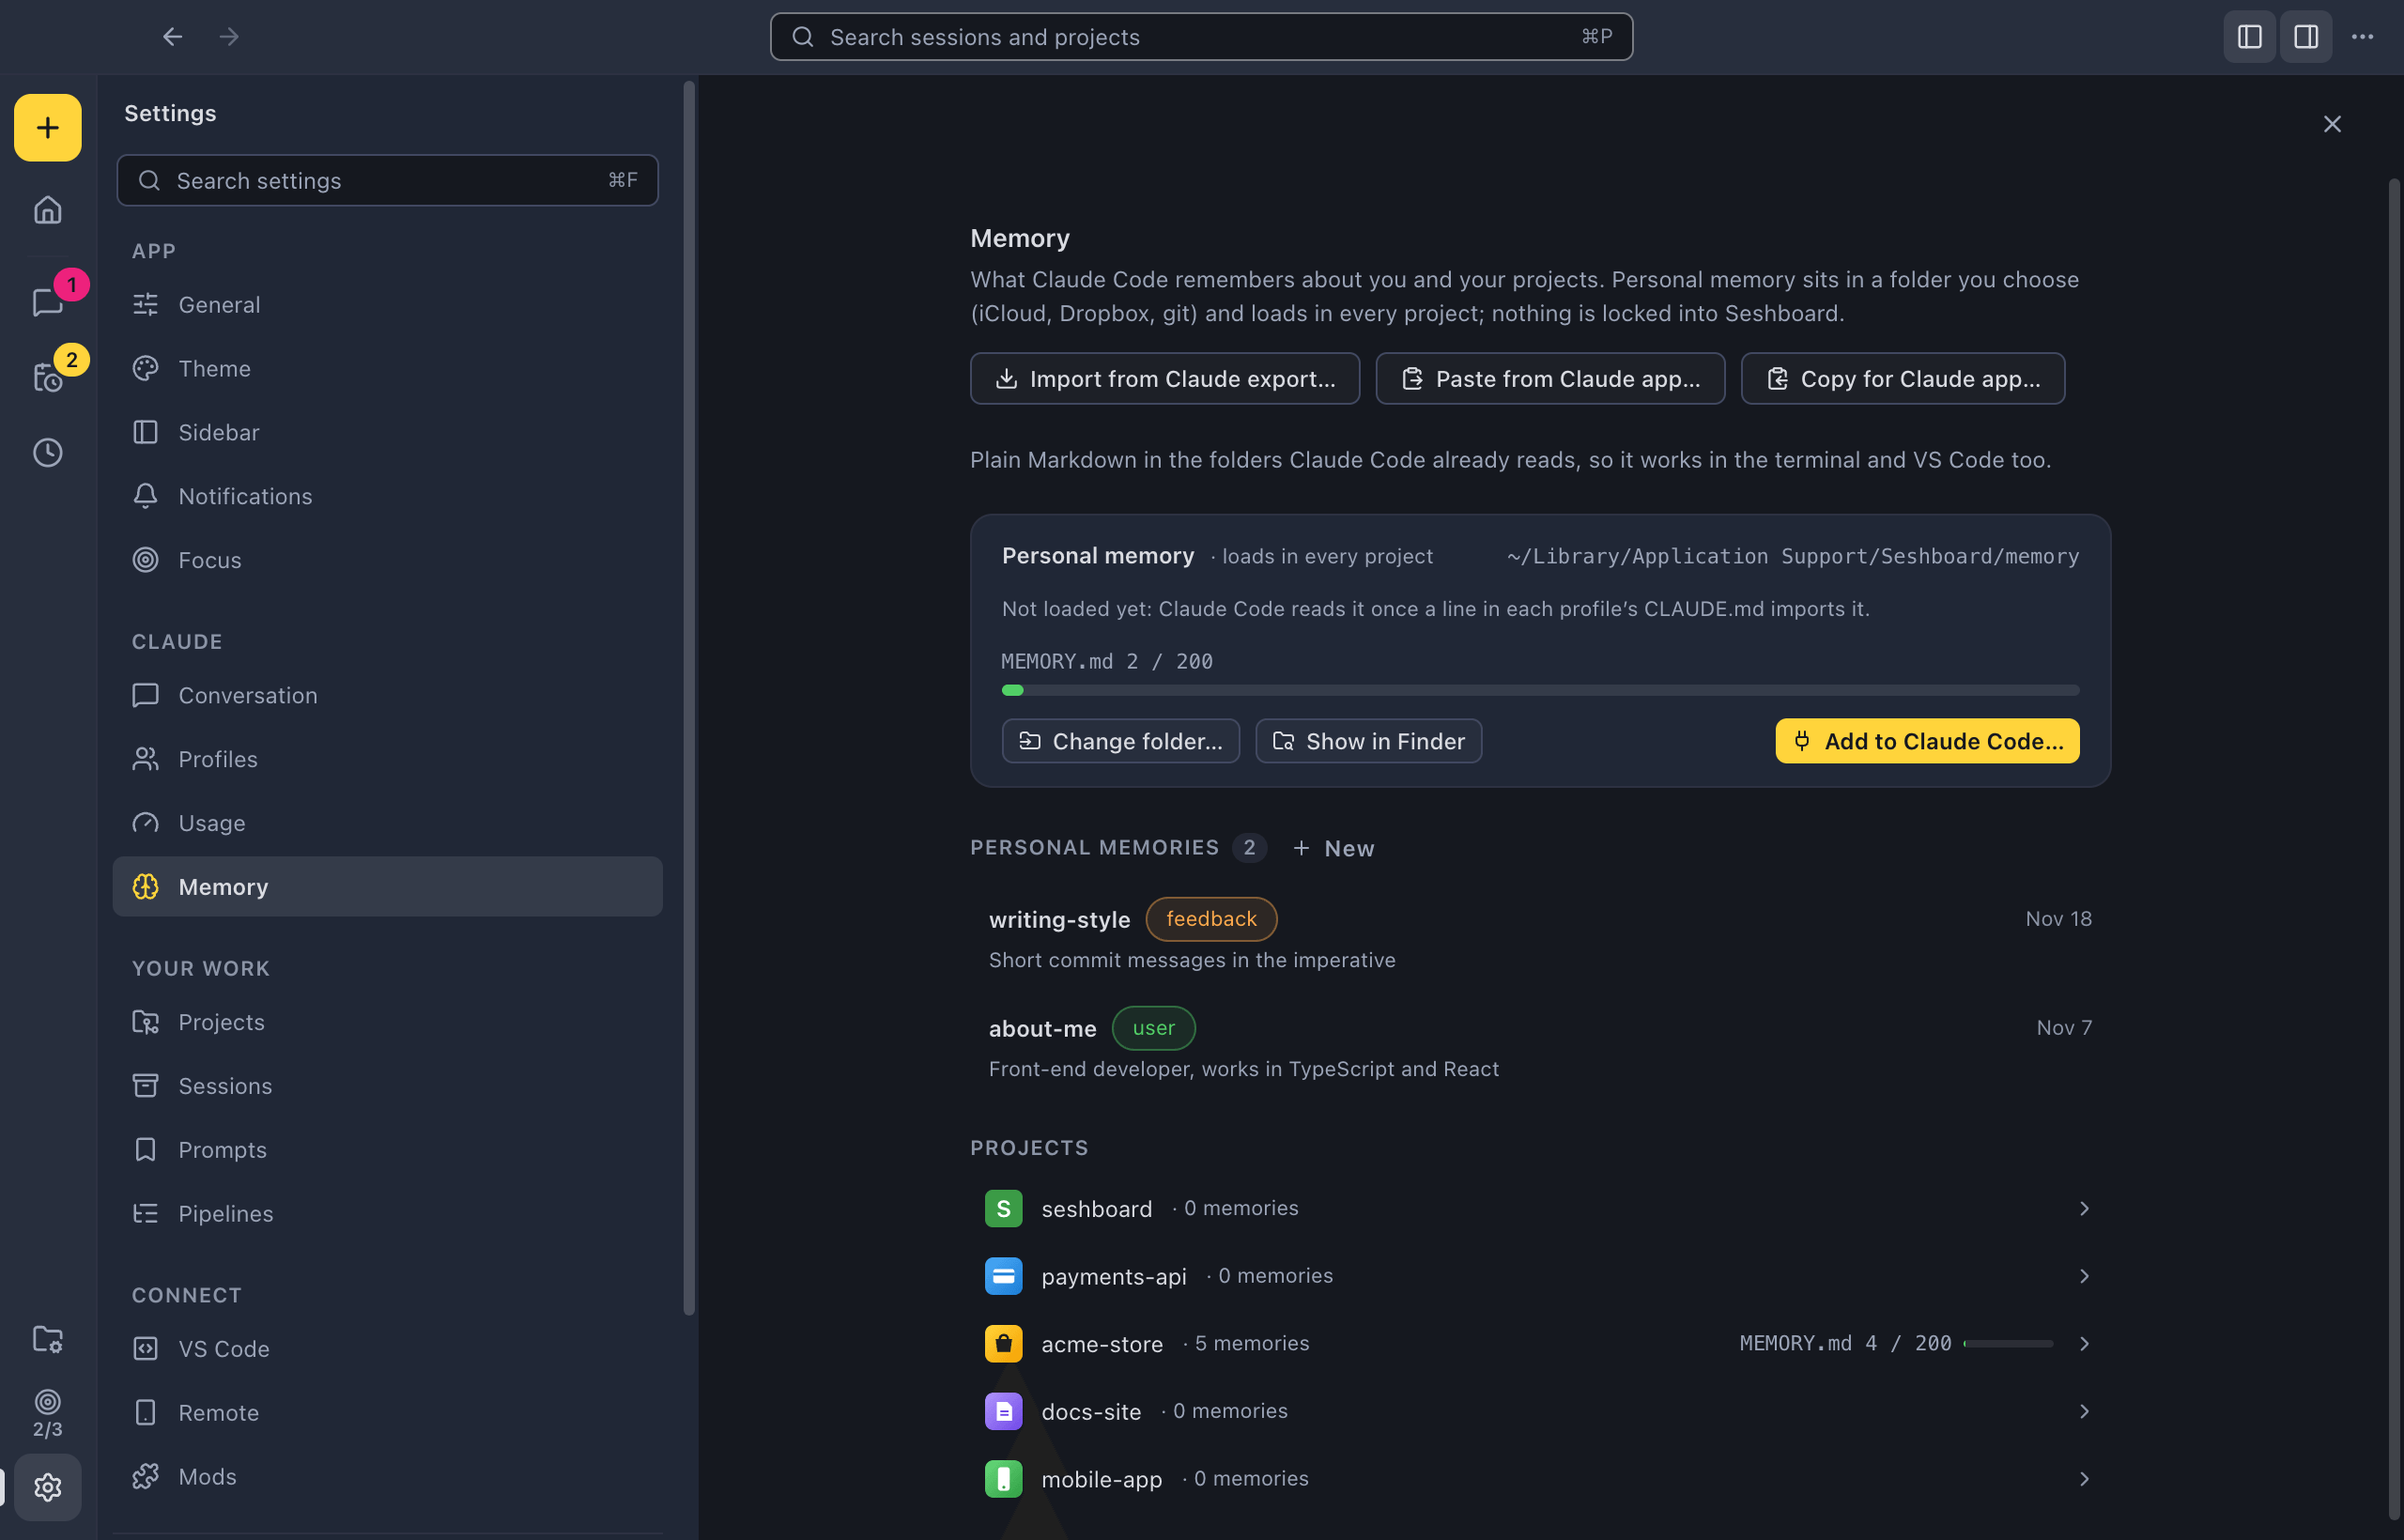 Search sessions and projects ⌘P
Settings
Search settings ⌘F
APP
General
Theme
Sidebar
Notifications
Focus
CLAUDE
Conversation
Profiles
Usage
Memory
YOUR WORK
Projects
Sessions
Prompts
Pipelines
CONNECT
VS Code
Remote
Mods
1
2
2/3
Memory
What Claude Code remembers about you and your projects. Personal memory sits in a folder you choose
(iCloud, Dropbox, git) and loads in every project; nothing is locked into Seshboard.
Import from Claude export...
Paste from Claude app...
Copy for Claude app...
Plain Markdown in the folders Claude Code already reads, so it works in the terminal and VS Code too.
Personal memory · loads in every project ~/Library/Application Support/Seshboard/memory
Not loaded yet: Claude Code reads it once a line in each profile’s CLAUDE.md imports it.
MEMORY.md 2 / 200
Change folder...
Show in Finder
Add to Claude Code...
PERSONAL MEMORIES 2 + New
writing-style feedback Nov 18
Short commit messages in the imperative
about-me user Nov 7
Front-end developer, works in TypeScript and React
PROJECTS
S seshboard · 0 memories
payments-api · 0 memories
acme-store · 5 memories MEMORY.md 4 / 200
docs-site · 0 memories
mobile-app · 0 memories